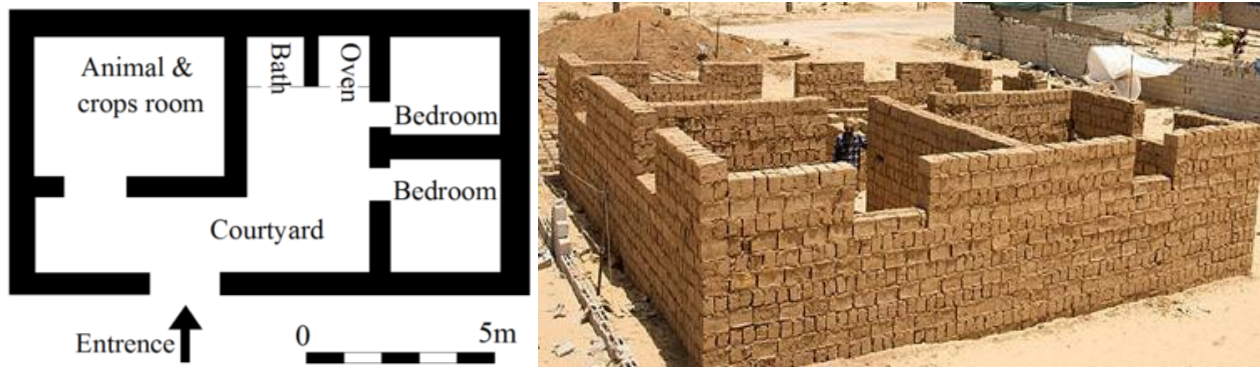 Animal &
crops room
Bath
Oven
Bedroom
Bedroom
Courtyard
Entrence
0
5m